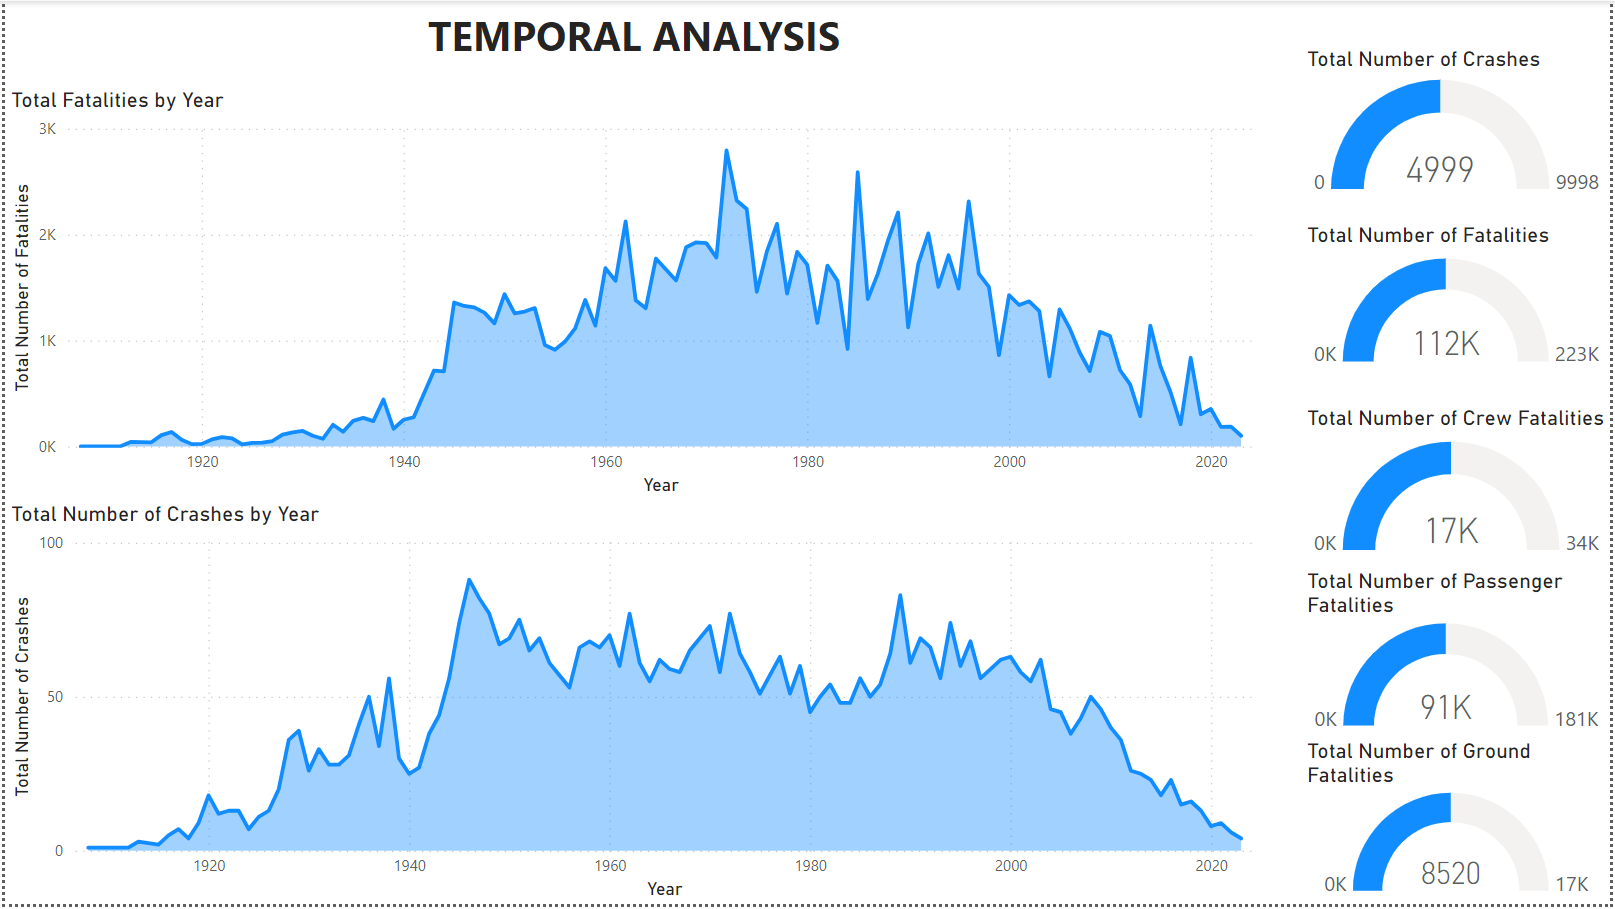 TEMPORAL ANALYSIS
Total Fatalities by Year
Total Number of Fatalities
3K
2K
1K
0K
1920 1940 1960 1980 2000 2020
Year
Total Number of Crashes by Year
Total Number of Crashes
100
50
0
1920 1940 1960 1980 2000 2020
Year
Total Number of Crashes
4999
0 9998
Total Number of Fatalities
112K
0K 223K
Total Number of Crew Fatalities
17K
0K 34K
Total Number of Passenger
Fatalities
91K
0K 181K
Total Number of Ground
Fatalities
8520
0K 17K